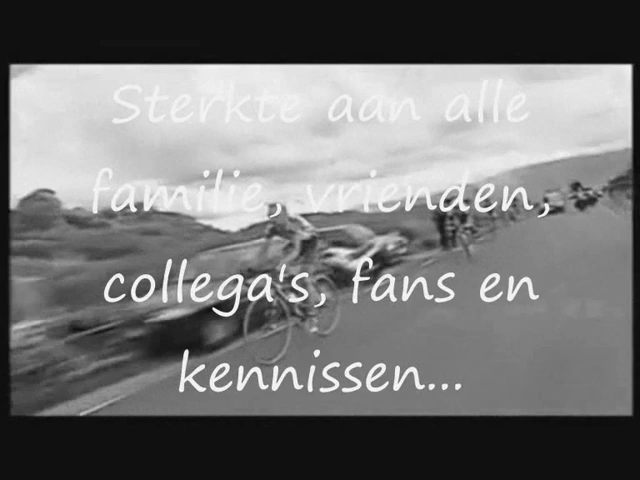 Sterkte aan alle
familie, vrienden,
collega's, fans en
kennissen...